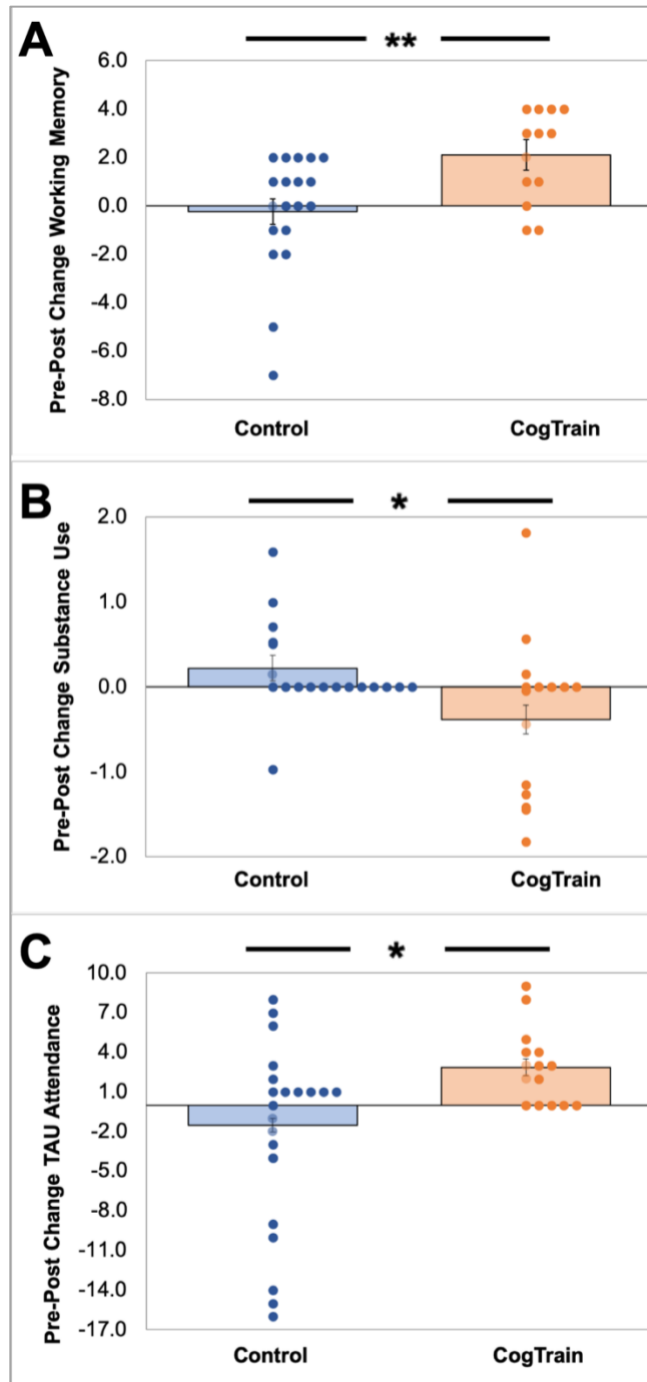 A
**
Pre-Post Change Working Memory
6.0
4.0
2.0
0.0
-2.0
-4.0
-6.0
-8.0
Control CogTrain
B
*
Pre-Post Change Substance Use
2.0
1.0
0.0
-1.0
-2.0
Control CogTrain
C
*
Pre-Post Change TAU Attendance
10.0
7.0
4.0
1.0
-2.0
-5.0
-8.0
-11.0
-14.0
-17.0
Control CogTrain